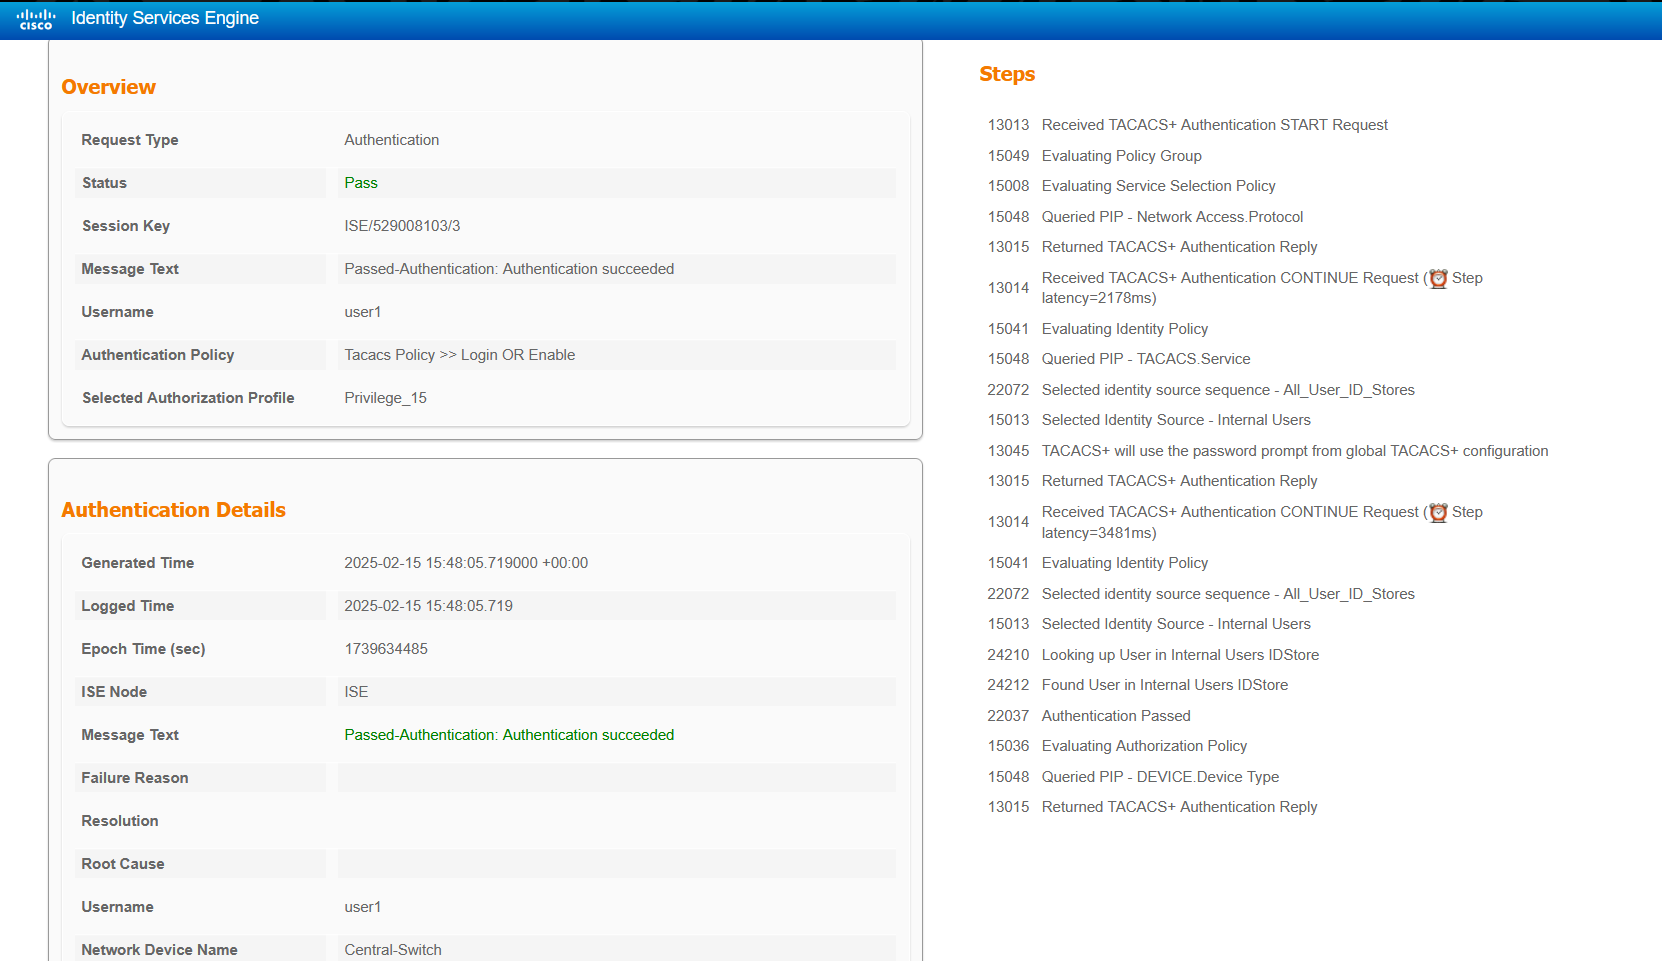 CISCO Identity Services Engine
Overview
Request Type Authentication
Status Pass
Session Key ISE/529008103/3
Message Text Passed-Authentication: Authentication succeeded
Username user1
Authentication Policy Tacacs Policy >> Login OR Enable
Selected Authorization Profile Privilege_15
Authentication Details
Generated Time 2025-02-15 15:48:05.719000 +00:00
Logged Time 2025-02-15 15:48:05.719
Epoch Time (sec) 1739634485
ISE Node ISE
Message Text Passed-Authentication: Authentication succeeded
Failure Reason
Resolution
Root Cause
Username user1
Network Device Name Central-Switch
Steps
13013 Received TACACS+ Authentication START Request
15049 Evaluating Policy Group
15008 Evaluating Service Selection Policy
15048 Queried PIP - Network Access.Protocol
13015 Returned TACACS+ Authentication Reply
13014 Received TACACS+ Authentication CONTINUE Request (⏰ Step
latency=2178ms)
15041 Evaluating Identity Policy
15048 Queried PIP - TACACS.Service
22072 Selected identity source sequence - All_User_ID_Stores
15013 Selected Identity Source - Internal Users
13045 TACACS+ will use the password prompt from global TACACS+ configuration
13015 Returned TACACS+ Authentication Reply
13014 Received TACACS+ Authentication CONTINUE Request (⏰ Step
latency=3481ms)
15041 Evaluating Identity Policy
22072 Selected identity source sequence - All_User_ID_Stores
15013 Selected Identity Source - Internal Users
24210 Looking up User in Internal Users IDStore
24212 Found User in Internal Users IDStore
22037 Authentication Passed
15036 Evaluating Authorization Policy
15048 Queried PIP - DEVICE.Device Type
13015 Returned TACACS+ Authentication Reply